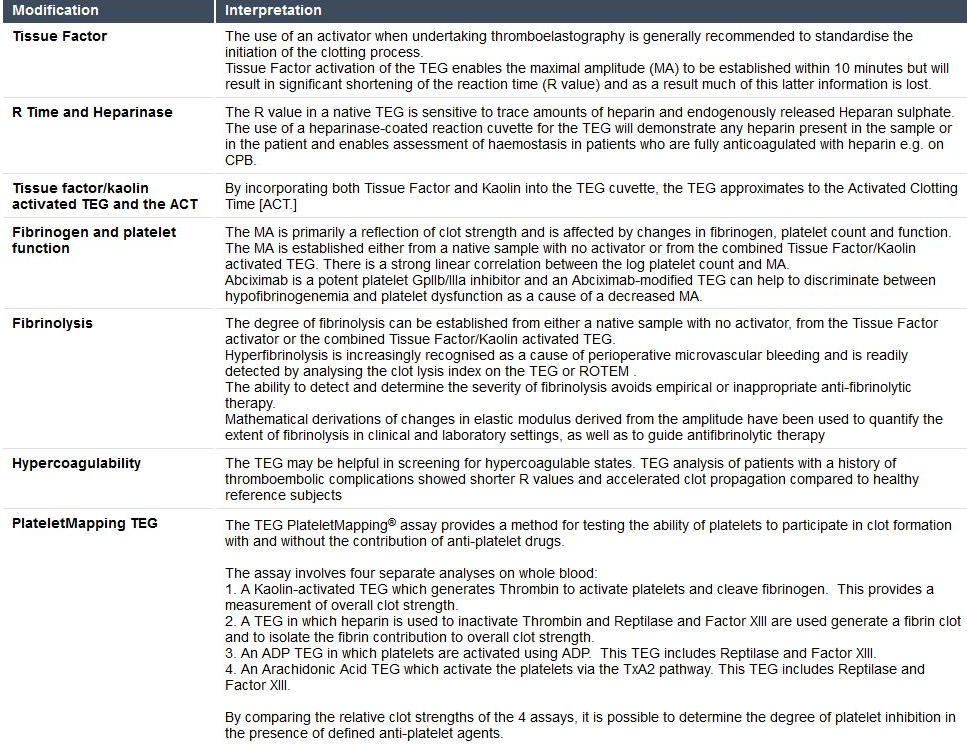 Modification Interpretation
Tissue Factor
The use of an activator when undertaking thromboelastography is generally recommended to standardise the
initiation of the clotting process.
Tissue Factor activation of the TEG enables the maximal amplitude (MA) to be established within 10 minutes but will
result in significant shortening of the reaction time (R value) and as a result much of this latter information is lost.
R Time and Heparinase
The R value in a native TEG is sensitive to trace amounts of heparin and endogenously released Heparan sulphate.
The use of a heparinase-coated reaction cuvette for the TEG will demonstrate any heparin present in the sample or
in the patient and enables assessment of haemostasis in patients who are fully anticoagulated with heparin e.g. on
CPB.
Tissue factor/kaolin
activated TEG and the ACT
By incorporating both Tissue Factor and Kaolin into the TEG cuvette, the TEG approximates to the Activated Clotting
Time [ACT.]
Fibrinogen and platelet
function
The MA is primarily a reflection of clot strength and is affected by changes in fibrinogen, platelet count and function.
The MA is established either from a native sample with no activator or from the combined Tissue Factor/Kaolin
activated TEG. There is a strong linear correlation between the log platelet count and MA.
Abciximab is a potent platelet GpIIb/IIIa inhibitor and an Abciximab-modified TEG can help to discriminate between
hypofibrinogenemia and platelet dysfunction as a cause of a decreased MA.
Fibrinolysis
The degree of fibrinolysis can be established from either a native sample with no activator, from the Tissue Factor
activator or the combined Tissue Factor/Kaolin activated TEG.
Hyperfibrinolysis is increasingly recognised as a cause of perioperative microvascular bleeding and is readily
detected by analysing the clot lysis index on the TEG or ROTEM .
The ability to detect and determine the severity of fibrinolysis avoids empirical or inappropriate anti-fibrinolytic
therapy.
Mathematical derivations of changes in elastic modulus derived from the amplitude have been used to quantify the
extent of fibrinolysis in clinical and laboratory settings, as well as to guide antifibrinolytic therapy
Hypercoagulability
The TEG may be helpful in screening for hypercoagulable states. TEG analysis of patients with a history of
thromboembolic complications showed shorter R values and accelerated clot propagation compared to healthy
reference subjects
PlateletMapping TEG
The TEG PlateletMapping® assay provides a method for testing the ability of platelets to participate in clot formation
with and without the contribution of anti-platelet drugs.
The assay involves four separate analyses on whole blood:
1. A Kaolin-activated TEG which generates Thrombin to activate platelets and cleave fibrinogen. This provides a
measurement of overall clot strength.
2. A TEG in which heparin is used to inactivate Thrombin and Reptilase and Factor XIII are used generate a fibrin clot
and to isolate the fibrin contribution to overall clot strength.
3. An ADP TEG in which platelets are activated using ADP. This TEG includes Reptilase and Factor XIII.
4. An Arachidonic Acid TEG which activate the platelets via the TxA2 pathway. This TEG includes Reptilase and
Factor XIII.
By comparing the relative clot strengths of the 4 assays, it is possible to determine the degree of platelet inhibition in
the presence of defined anti-platelet agents.